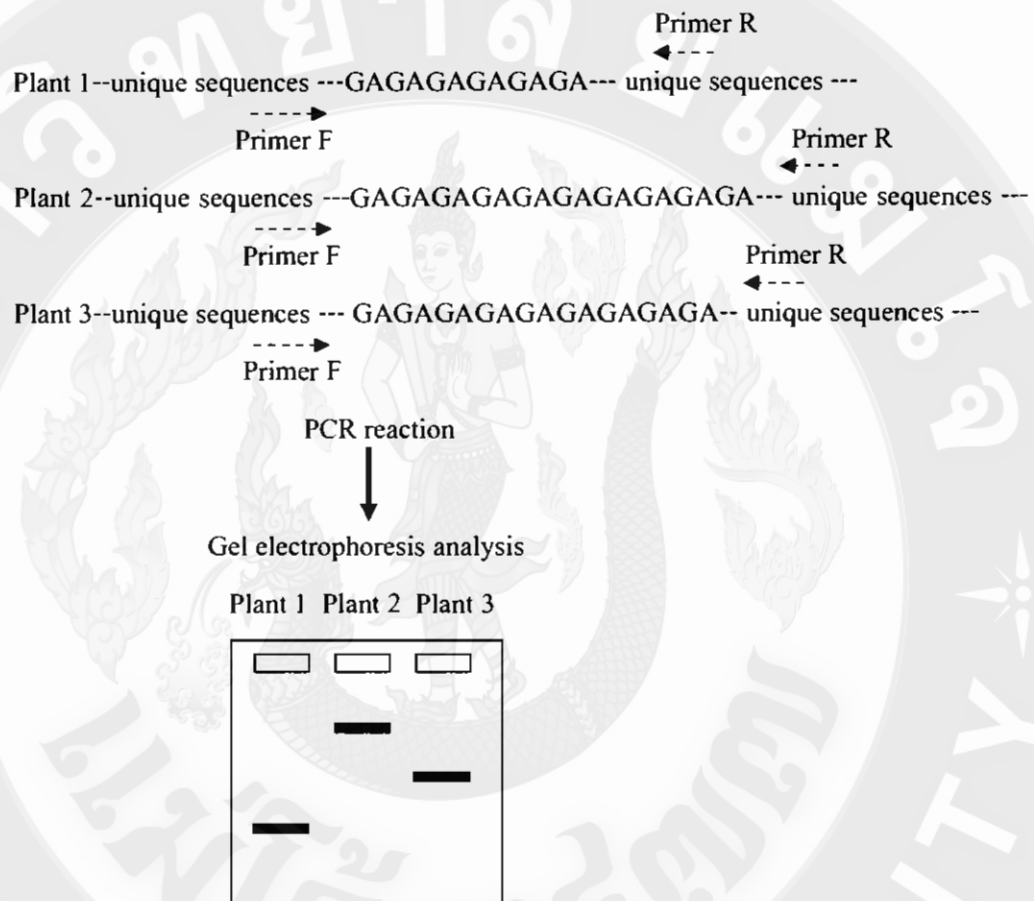 Primer R
Plant 1--unique sequences ---GAGAGAGAGAGA--- unique sequences ---
Primer F
Primer R
Plant 2--unique sequences ---GAGAGAGAGAGAGAGAGAGA--- unique sequences ---
Primer F
Primer R
Plant 3--unique sequences --- GAGAGAGAGAGAGAGAGA-- unique sequences ---
Primer F
PCR reaction
Gel electrophoresis analysis
Plant 1 Plant 2 Plant 3
ITY